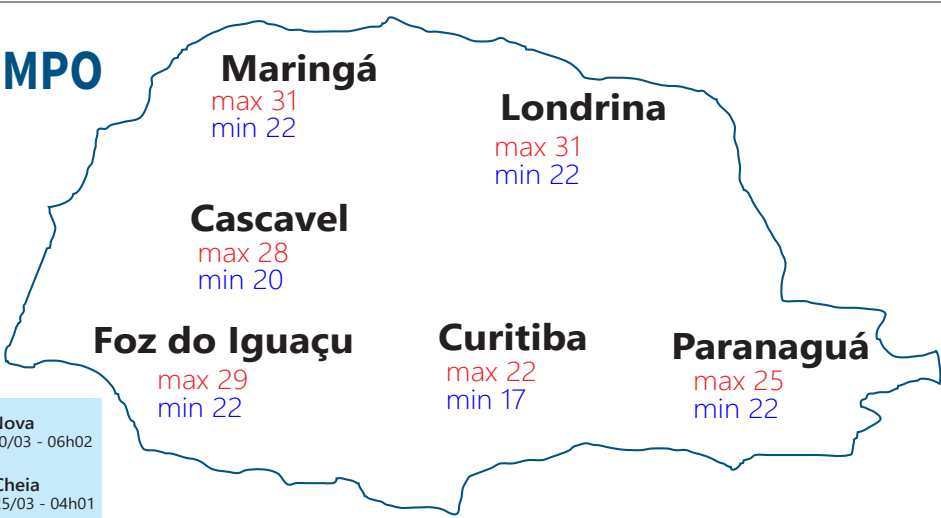 MPO
Maringá
max 31
min 22
Londrina
max 31
min 22
Cascavel
max 28
min 20
Foz do Iguaçu
max 29
min 22
Curitiba
max 22
min 17
Paranaguá
max 25
min 22
Nova
0/03 - 06h02
Cheia
25/03 - 04h01